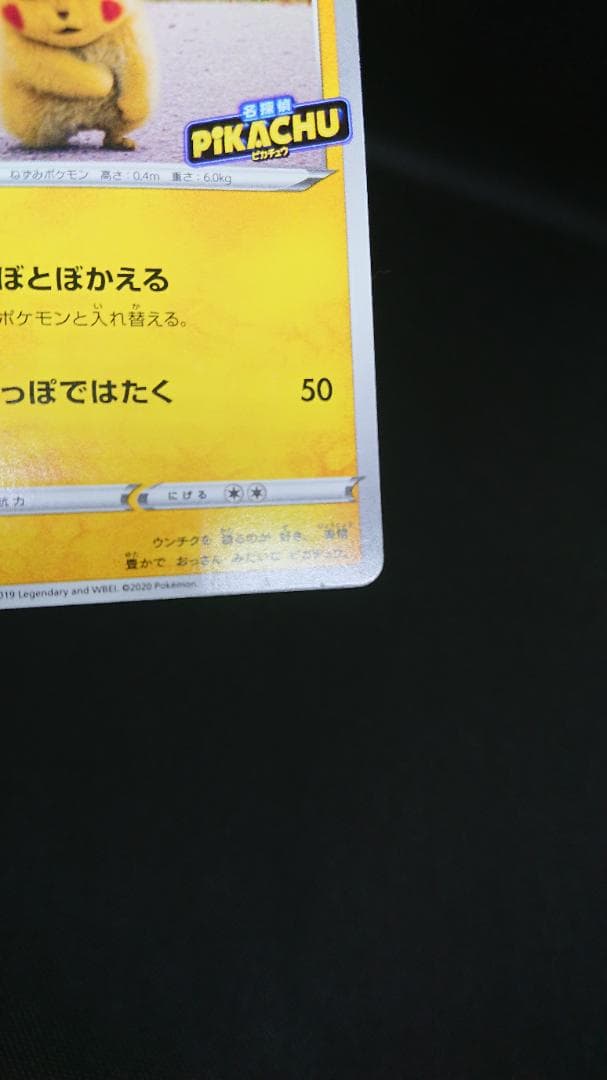 名探偵
PiKACHU
ピカチュウ
ねずみポケモン 高さ:0.4m 重さ:6.0kg
ぼとぼかえる
ポケモンと入れ替える。
っぽではたく 50
抗力 にげる
ウンチクを 語るのが 好き。 表情
豊かで おっさん みたいな ピカチュウ。
019 Legendary and WBEI. ©2020 Pokémon.